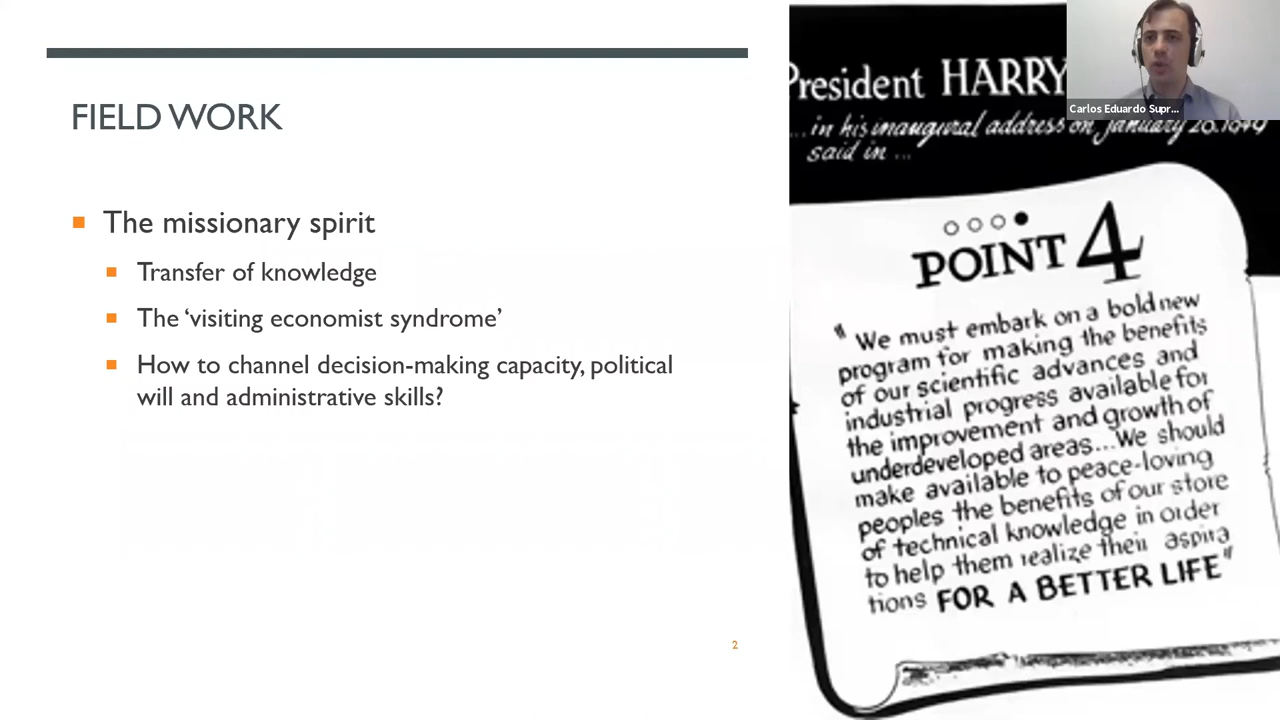 FIELD WORK
The missionary spirit
Transfer of knowledge
The ‘visiting economist syndrome’
How to channel decision-making capacity, political
will and administrative skills?
2
President HARRY
...in his inaugural address on January 20.1949
said in ...
POINT 4
"We must embark on a bold new
program for making the benefits
of our scientific advances and
industrial progress available for
the improvement and growth of
underdeveloped areas...We should
make available to peace-loving
peoples the benefits of our store
of technical knowledge in order
to help them realize their aspira
tions FOR A BETTER LIFE"
Carlos Eduardo Supr...